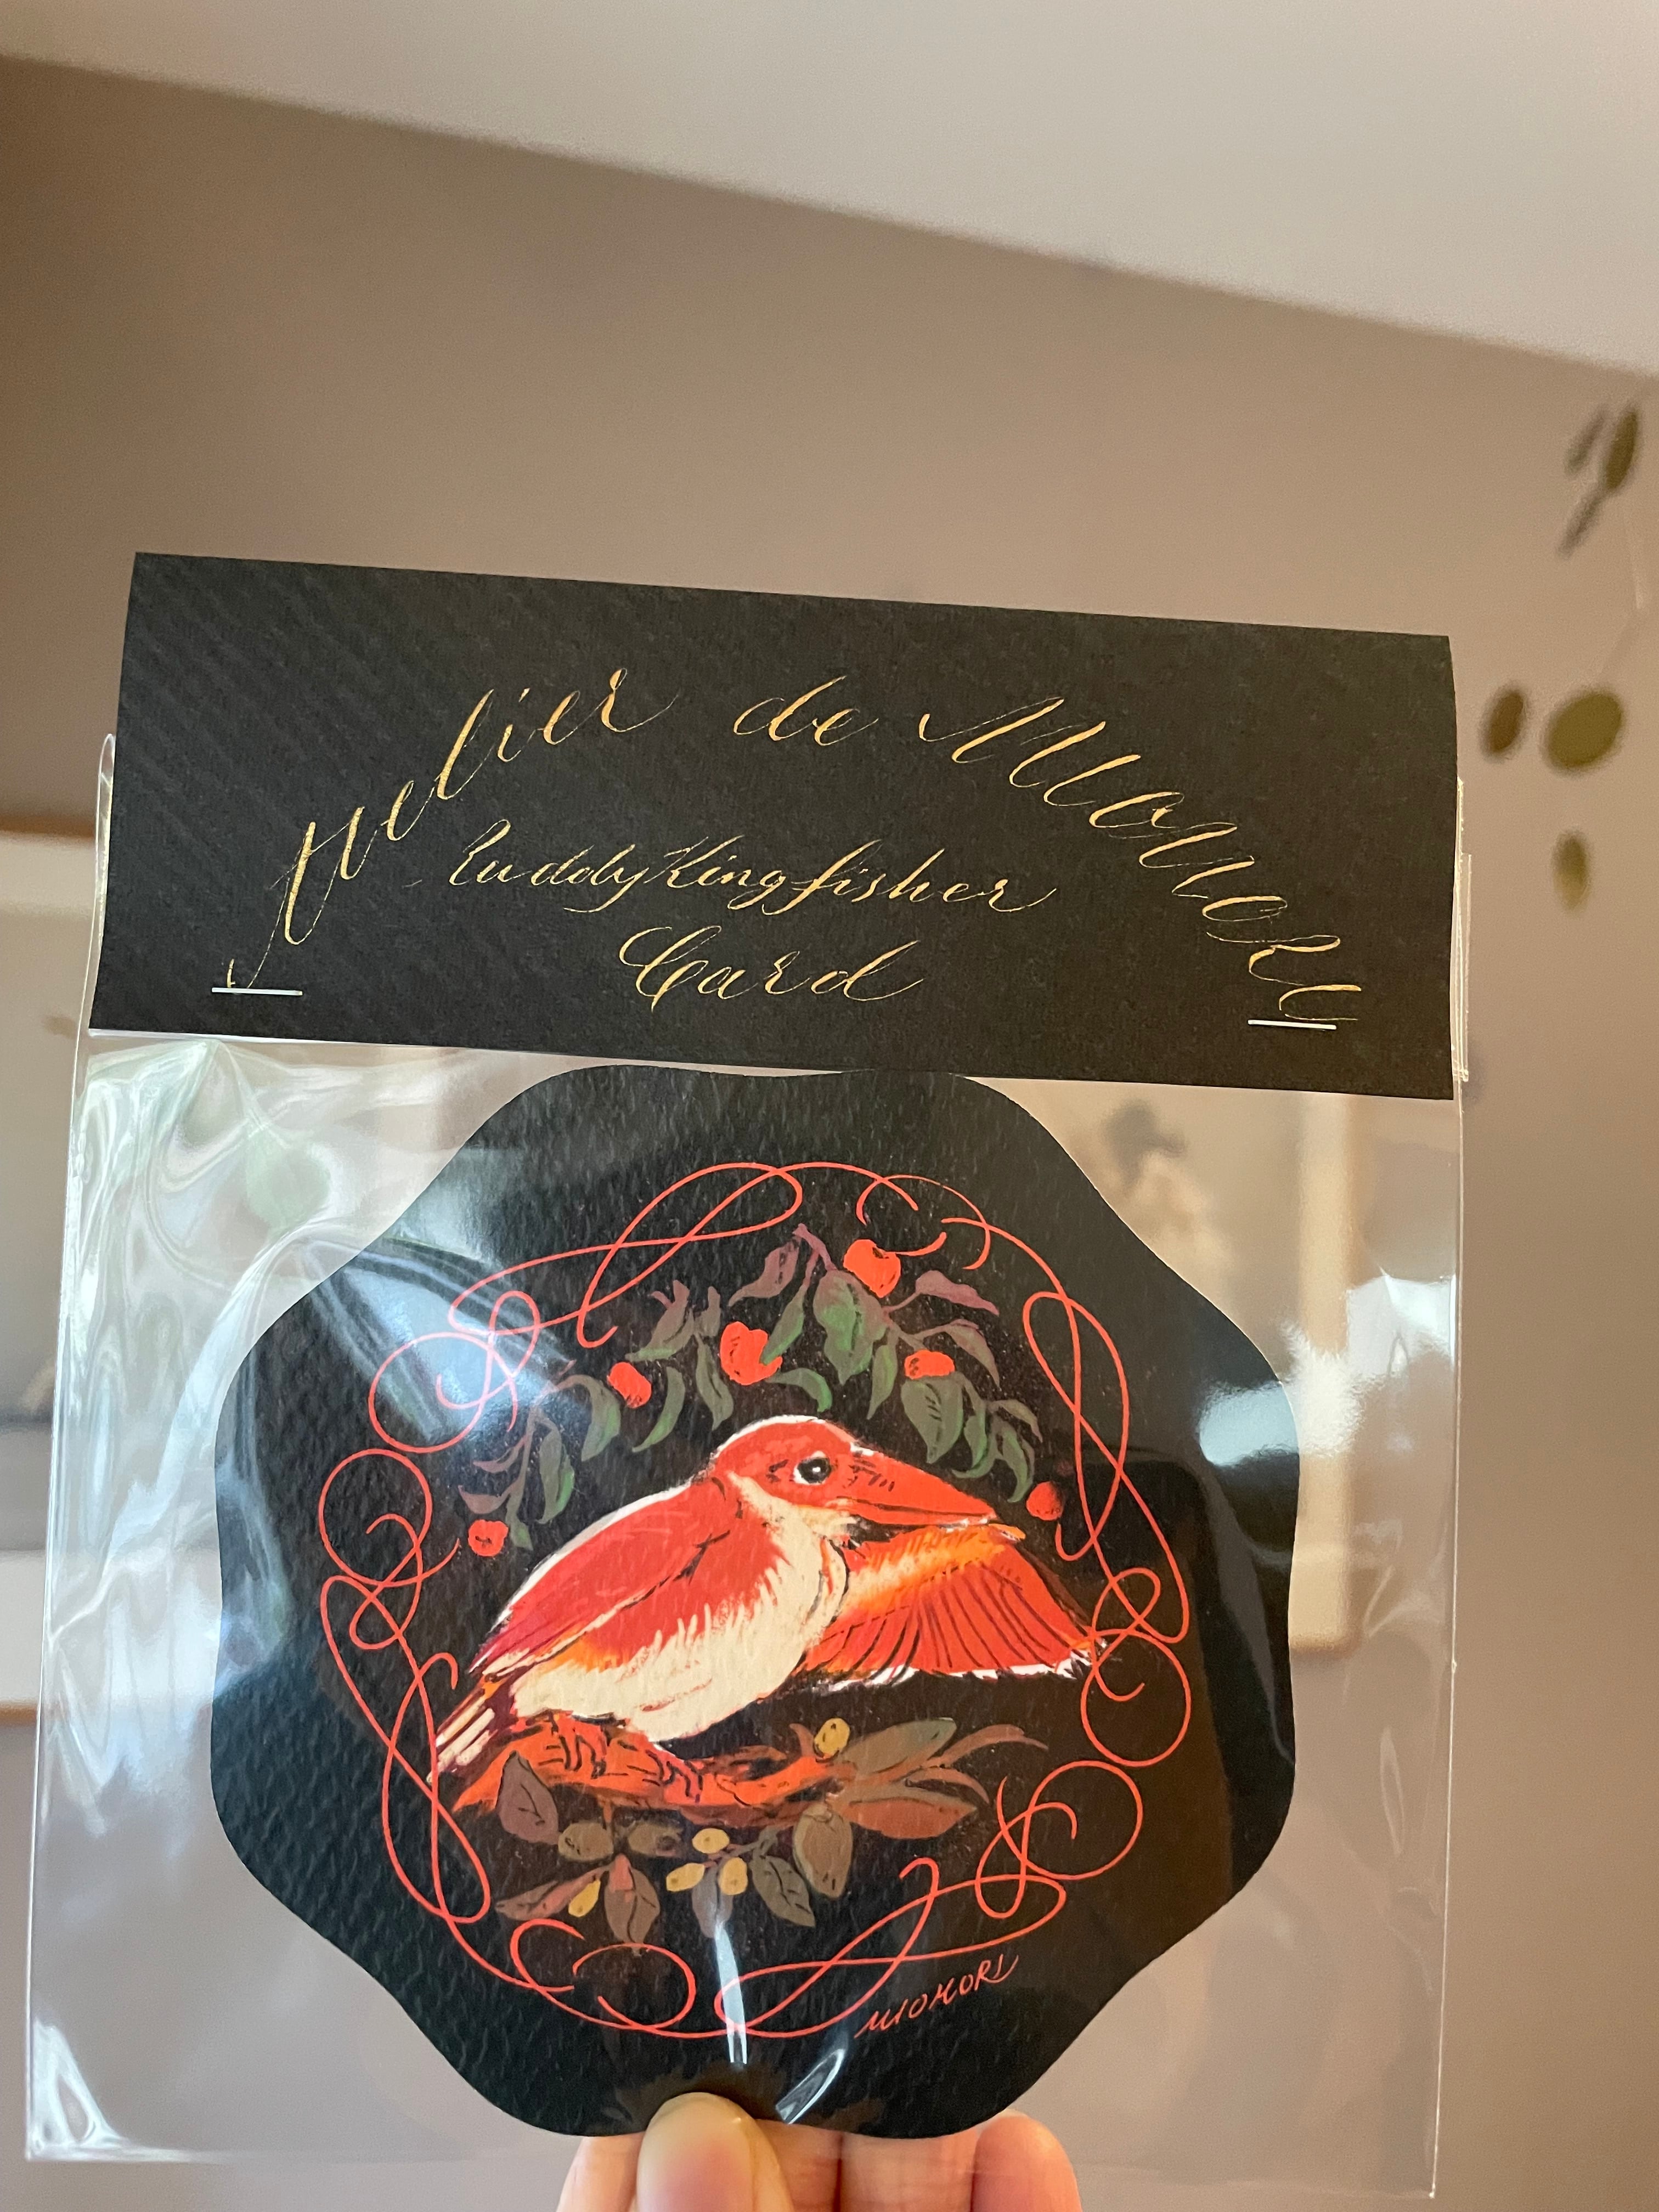 Atelier de Miomori
Ruddy Kingfisher
Card
MIOMORI